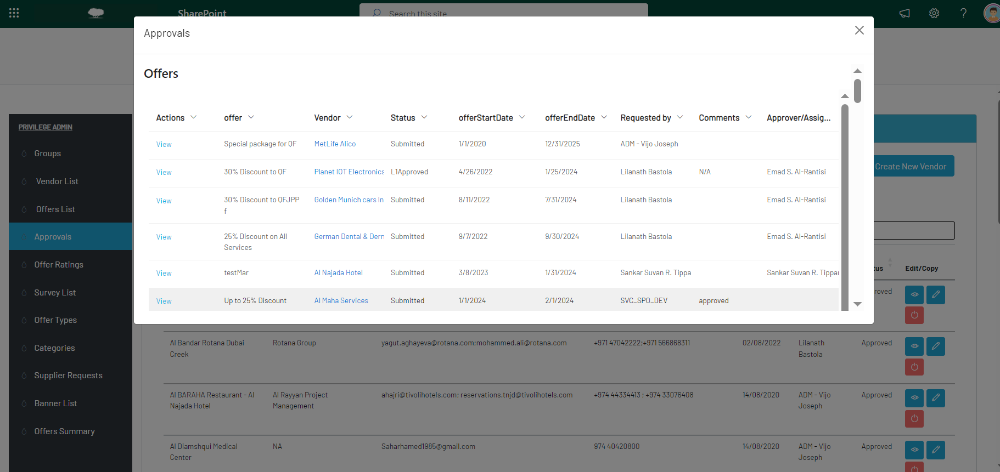 SharePoint
Search this site
Approvals
Offers
Actions offer Vendor Status offerStartDate offerEndDate Requested by Comments Approver/Assig...
View Special package for QF MetLife Alico Submitted 1/1/2020 12/31/2025 ADM - Vijo Joseph
View 30% Discount to QF Planet IOT Electronics L1Approved 4/26/2022 1/25/2024 Lilanath Bastola N/A Emad S. Al-Rantisi
View 30% Discount to QFJPP Golden Munich cars In Submitted 8/11/2022 7/31/2024 Lilanath Bastola Emad S. Al-Rantisi
f
View 25% Discount on All German Dental & Derm Submitted 9/7/2022 9/30/2024 Lilanath Bastola Emad S. Al-Rantisi
Services
View testMar Al Najada Hotel Submitted 3/8/2023 1/31/2024 Sankar Suvan R. Tippa Sankar Suvan R. Tippar
View Up to 25% Discount Al Maha Services Submitted 1/1/2024 2/1/2024 SVC_SPO_DEV approved
PRIVILEGE ADMIN
Groups
Vendor List
Offers List
Approvals
Offer Ratings
Survey List
Offer Types
Categories
Supplier Requests
Banner List
Offers Summary
Create New Vendor
tus Edit/Copy
roved
Al Bandar Rotana Dubai Rotana Group yagut.aghayeva@rotana.com;mohammed.ali@rotana.com +971 47042222;+971 566868311 02/08/2022 Lilanath Approved
Creek Bastola
Al BARAHA Restaurant - Al Al Rayyan Project ahajri@tivolihotels.com; reservations.tnjd@tivolihotels.com +974 44334413 ; +974 33076408 14/08/2020 ADM - Vijo Approved
Najada Hotel Management Joseph
Al Diamshqui Medical NA Saharhamed1985@gmail.com 974 40420800 14/08/2020 ADM - Vijo Approved
Center Joseph